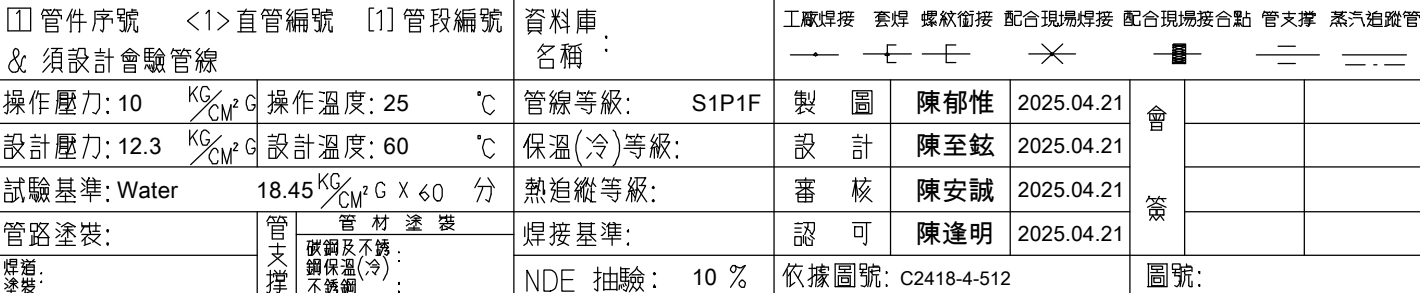 1 管件序號 <1>直管編號 [1] 管段編號
& 須設計會驗管線
資料庫名稱:
工廠焊接 套焊 螺紋銜接 配合現場焊接 配合現場接合點 管支撐 蒸汽追蹤管
操作壓力: 10 KG/CM² G 操作溫度: 25 °C 管線等級: S1P1F 製圖 陳郁惟 2025.04.21 會簽
設計壓力: 12.3 KG/CM² G 設計溫度: 60 °C 保溫(冷)等級: 設計 陳至鉉 2025.04.21
試驗基準: Water 18.45 KG/CM² G X 60 分 熱追縱等級: 審核 陳安誠 2025.04.21
管路塗裝: 管支撐 管材塗裝 焊接基準: 認可 陳逢明 2025.04.21
碳鋼及不銹鋼保溫(冷):
焊道塗裝: 不銹鋼 : NDE 抽驗: 10 % 依據圖號: C2418-4-512 圖號: